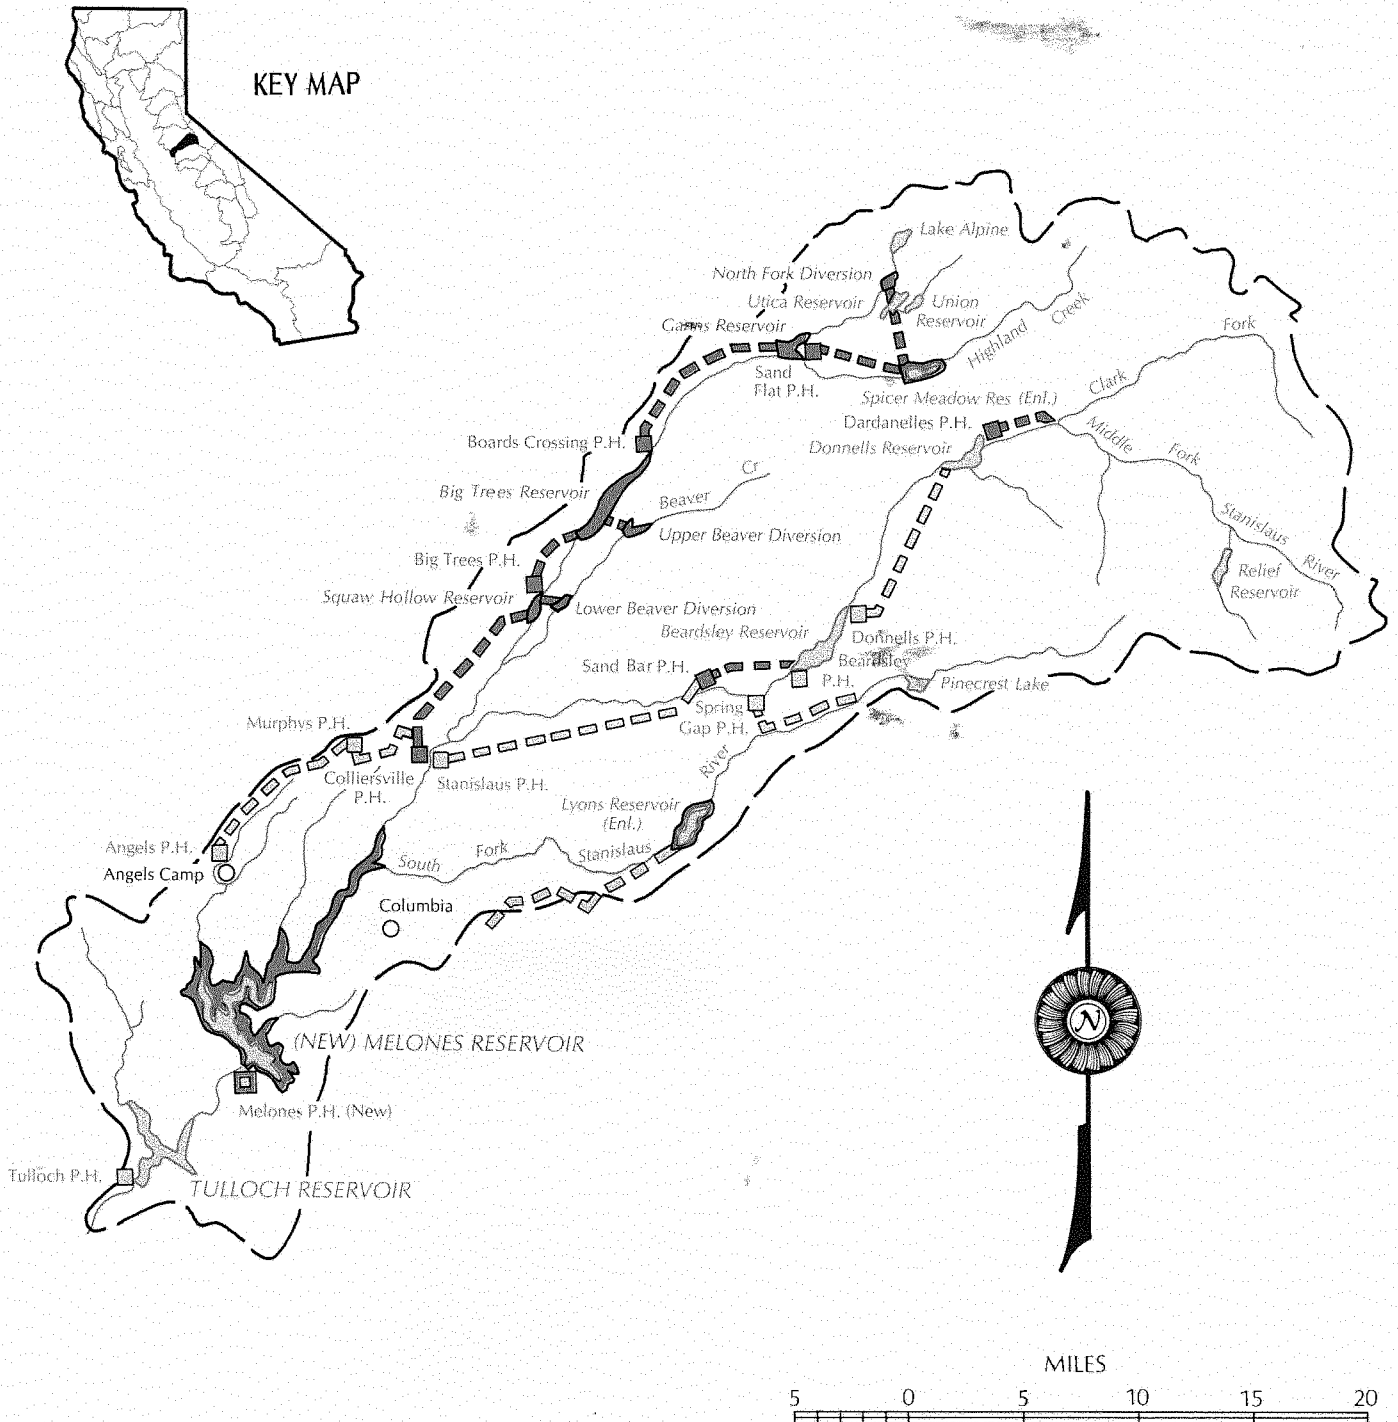 KEY MAP
Lake Alpine
North Fork Diversion
Utica Reservoir
Union
Reservoir
Ganns Reservoir
Highland Creek
Sand
Flat P.H.
Spicer Meadow Res (Enl.)
Clark Fork
Dardanelles P.H.
Donnells Reservoir
Middle Fork Stanislaus River
Boards Crossing P.H.
Big Trees Reservoir
Beaver Cr
Upper Beaver Diversion
Big Trees P.H.
Squaw Hollow Reservoir
Lower Beaver Diversion
Relief
Reservoir
Beardsley Reservoir
Donnells P.H.
Sand Bar P.H.
Beardsley
P.H.
Pinecrest Lake
Spring
Gap P.H.
Murphys P.H.
Colliersville
P.H.
Stanislaus P.H.
Lyons Reservoir
(Enl.)
South Fork Stanislaus River
Angels P.H.
Angels Camp
Columbia
(NEW) MELONES RESERVOIR
Melones P.H. (New)
Tulloch P.H.
TULLOCH RESERVOIR
N
MILES
5 0 5 10 15 20